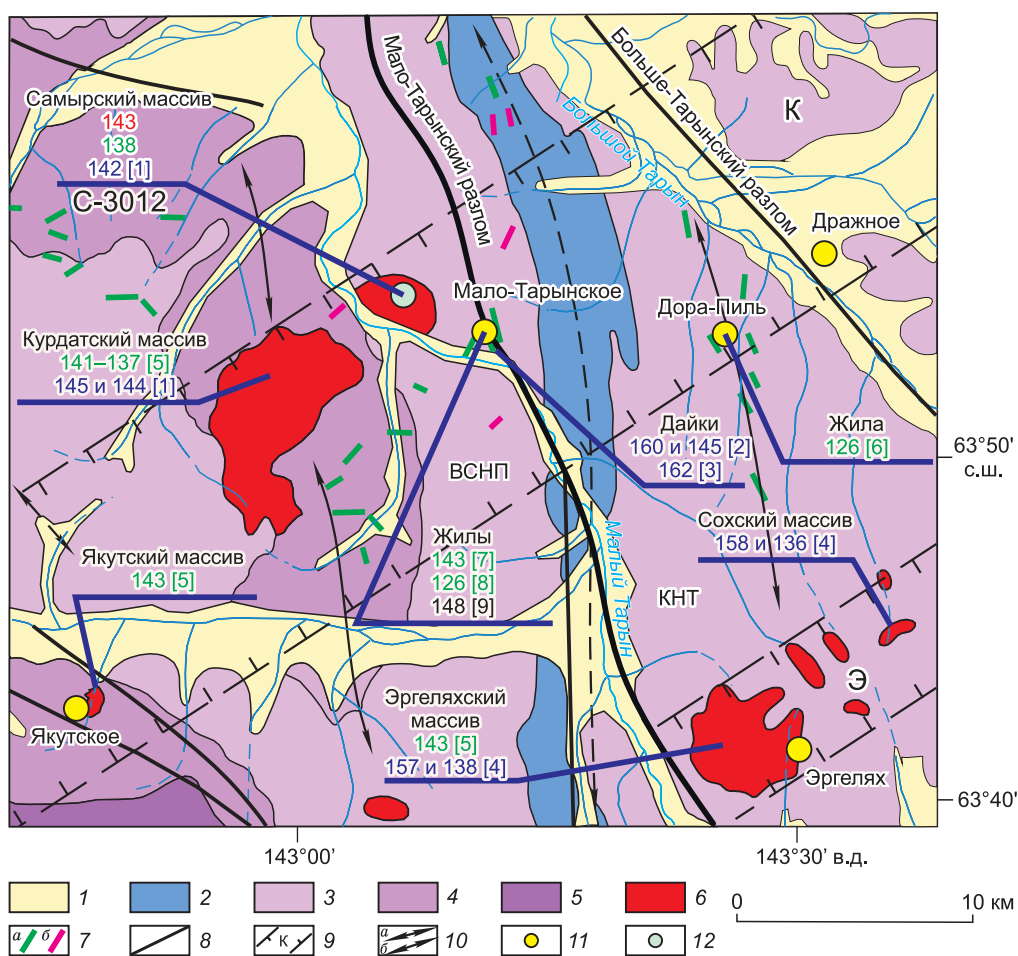 Самырский массив
143
138
142 [1]
С-3012
Мало-Тарынский разлом
Больше-Тарынский разлом
Большой Тарын
К
Дражное
Мало-Тарынское
Дора-Пиль
Курдатский массив
141–137 [5]
145 и 144 [1]
Дайки
160 и 145 [2]
162 [3]
Жила
126 [6]
63°50'
с.ш.
ВСНП
Жилы
143 [7]
126 [8]
148 [9]
Сохский массив
158 и 136 [4]
Якутский массив
143 [5]
Малый Тарын
КНТ
Э
Якутское
Эргеляхский
массив
143 [5]
157 и 138 [4]
Эргелях
63°40'
143°00'
143°30' в.д.
1
2
3
4
5
6
0
10 км
а
б
7
8
К
9
а
б
10
11
12